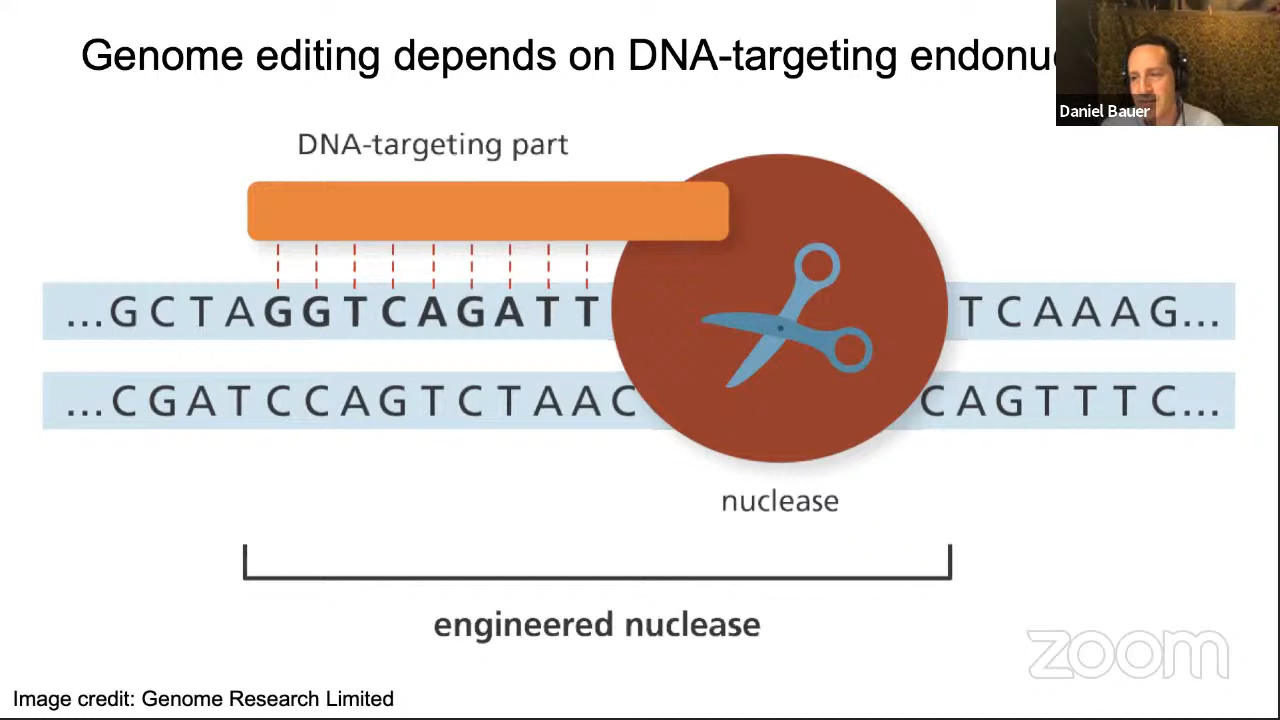 Genome editing depends on DNA-targeting
Daniel Bauer
DNA-targeting part
...GCTAGGTCAGATT TCAAAG...
...CGATCCAGTCTAAC CAGTTTC...
nuclease
engineered nuclease
zoom
Image credit: Genome Research Limited